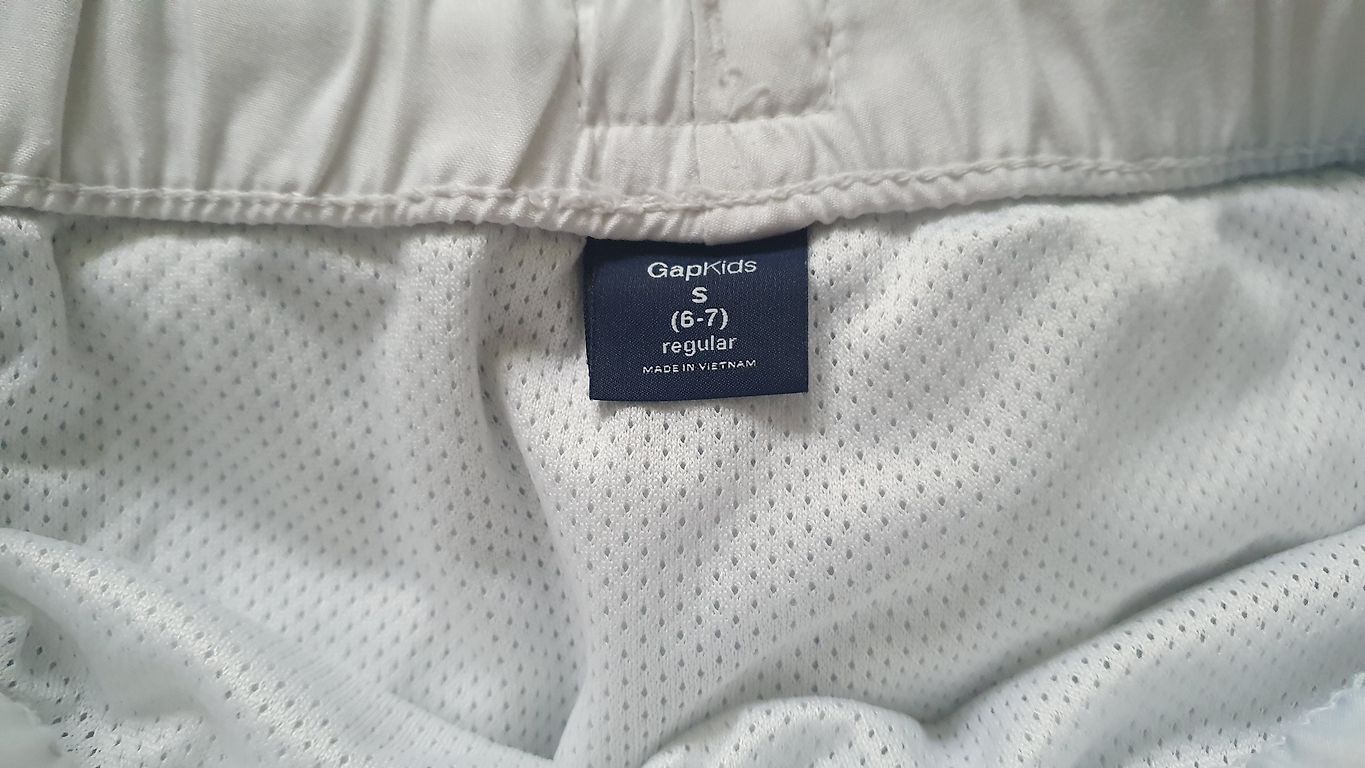 GapKids
S
(6-7)
regular
MADE IN VIETNAM